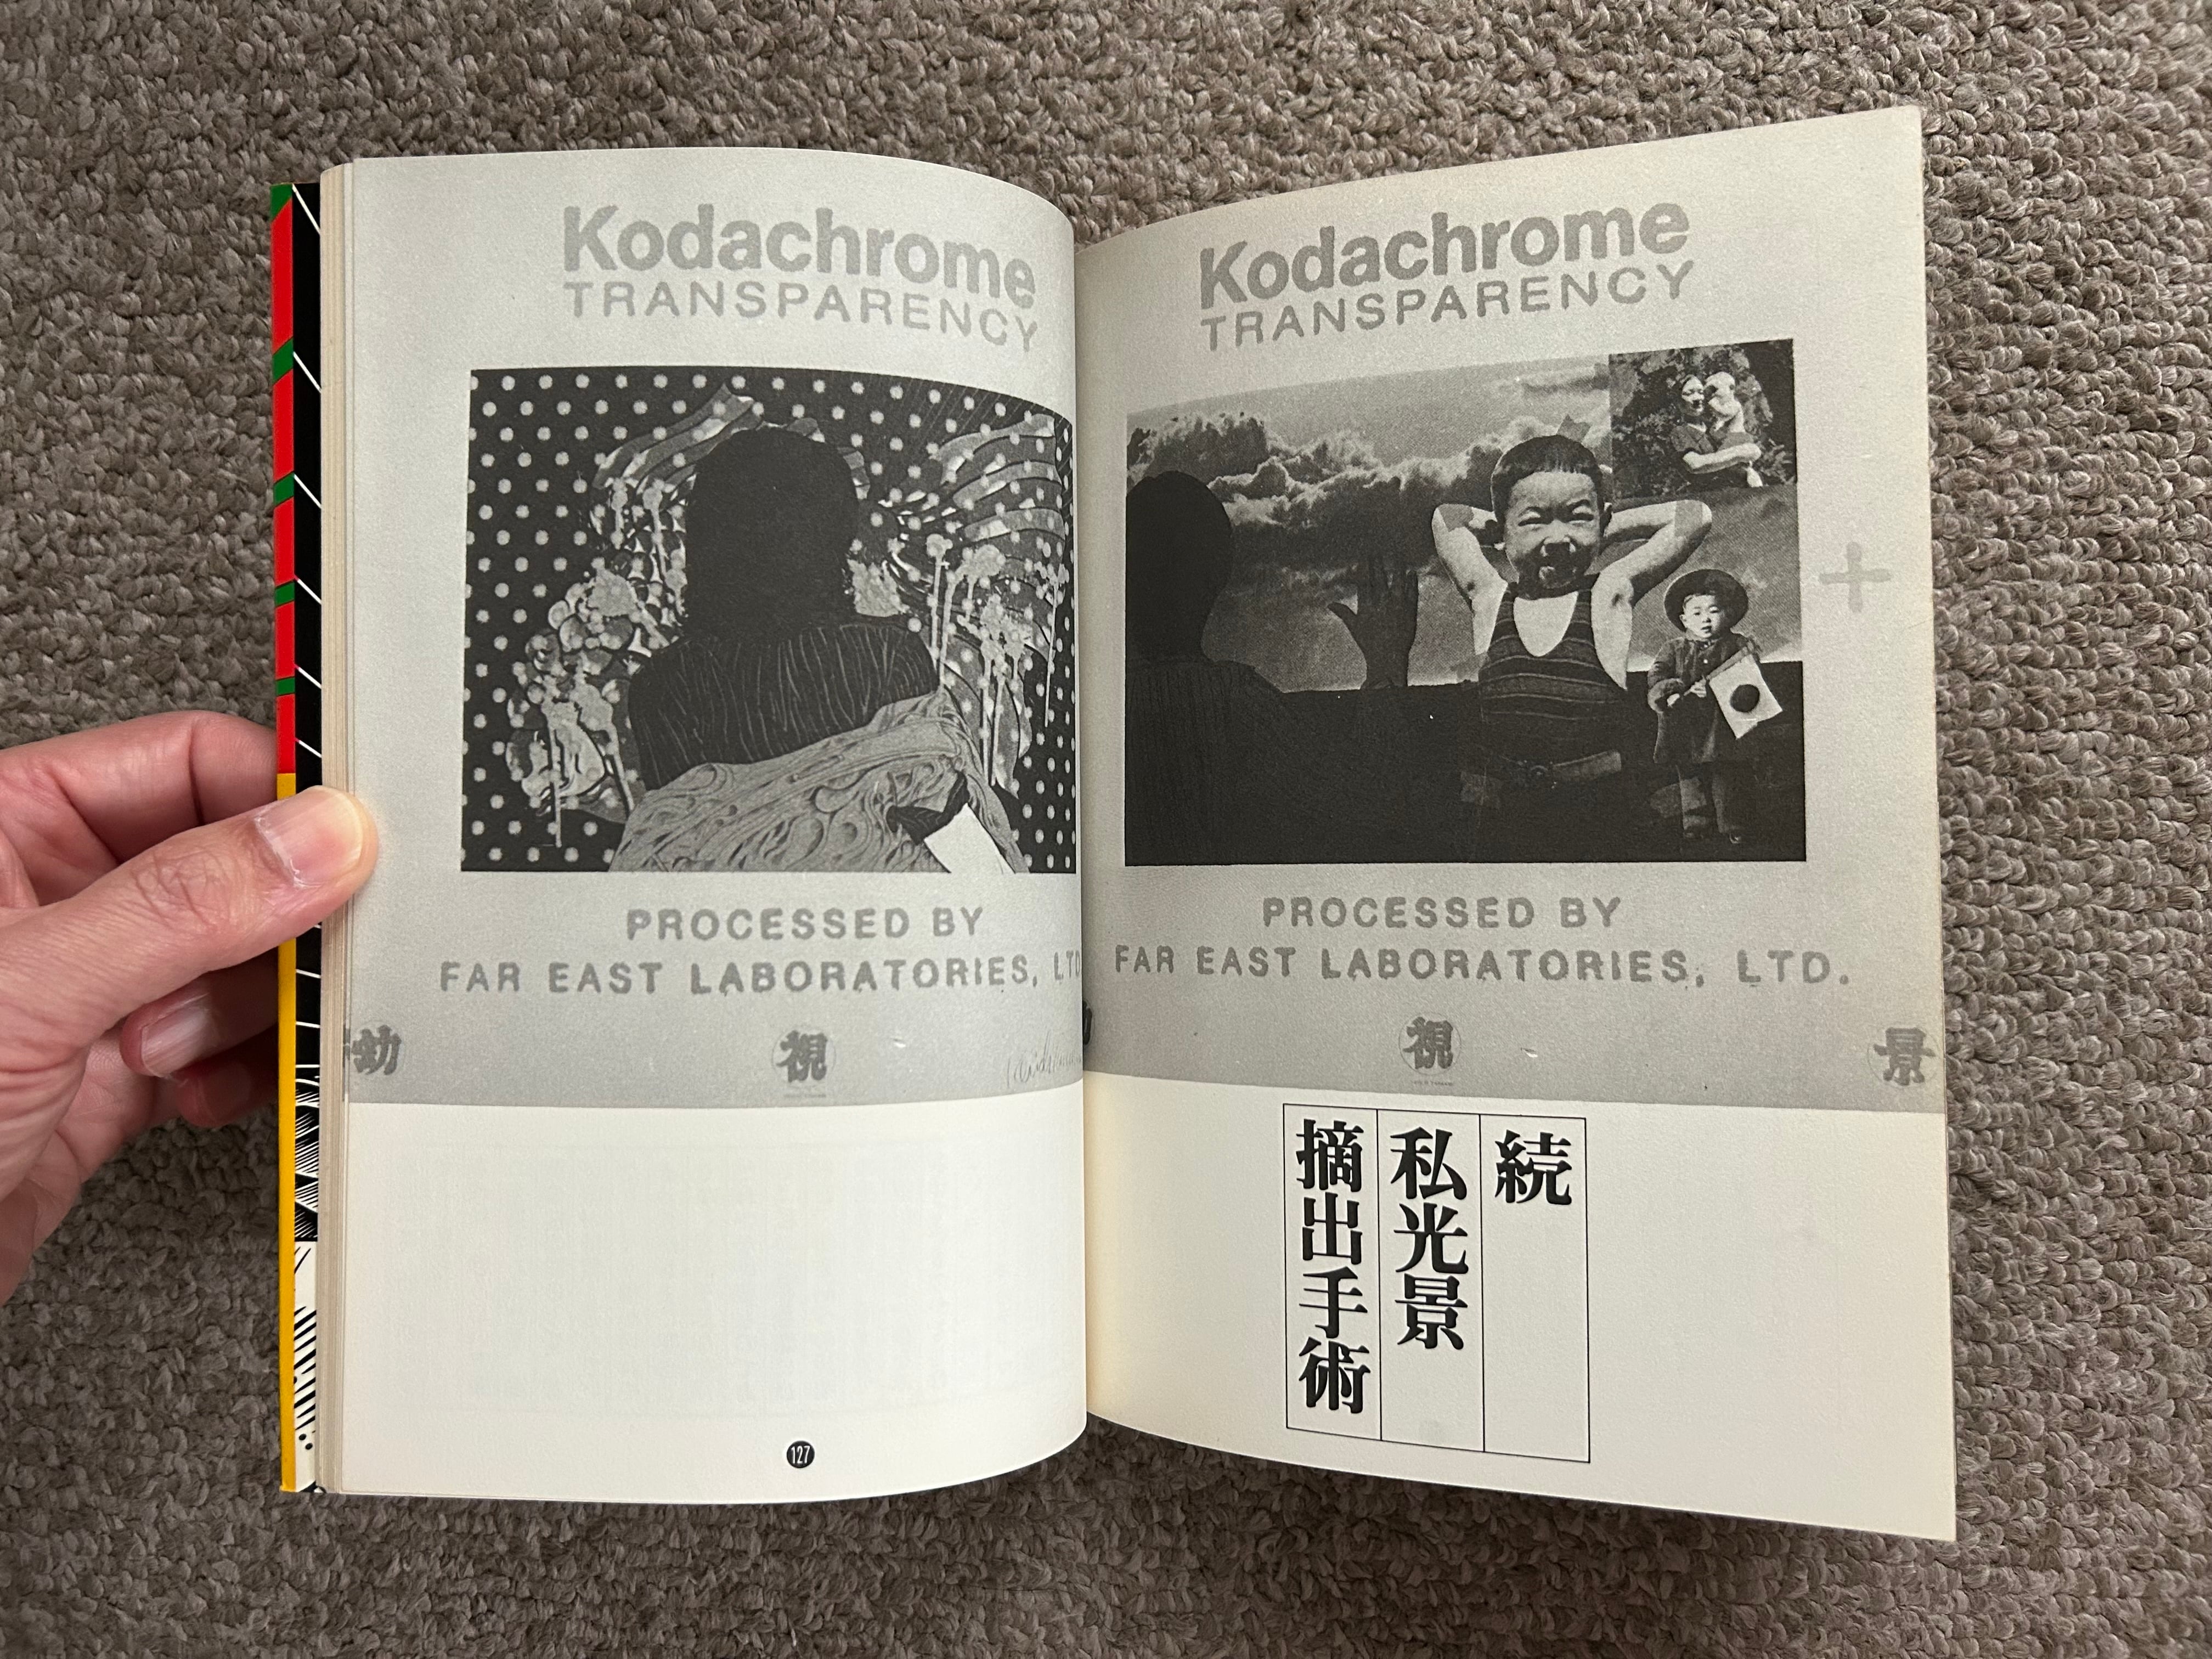 Kodachrome
TRANSPARENCY
PROCESSED BY
FAR EAST LABORATORIES, LTD
幼
視
127
Kodachrome
TRANSPARENCY
PROCESSED BY
FAR EAST LABORATORIES, LTD.
視
景
続
私光景
摘出手術